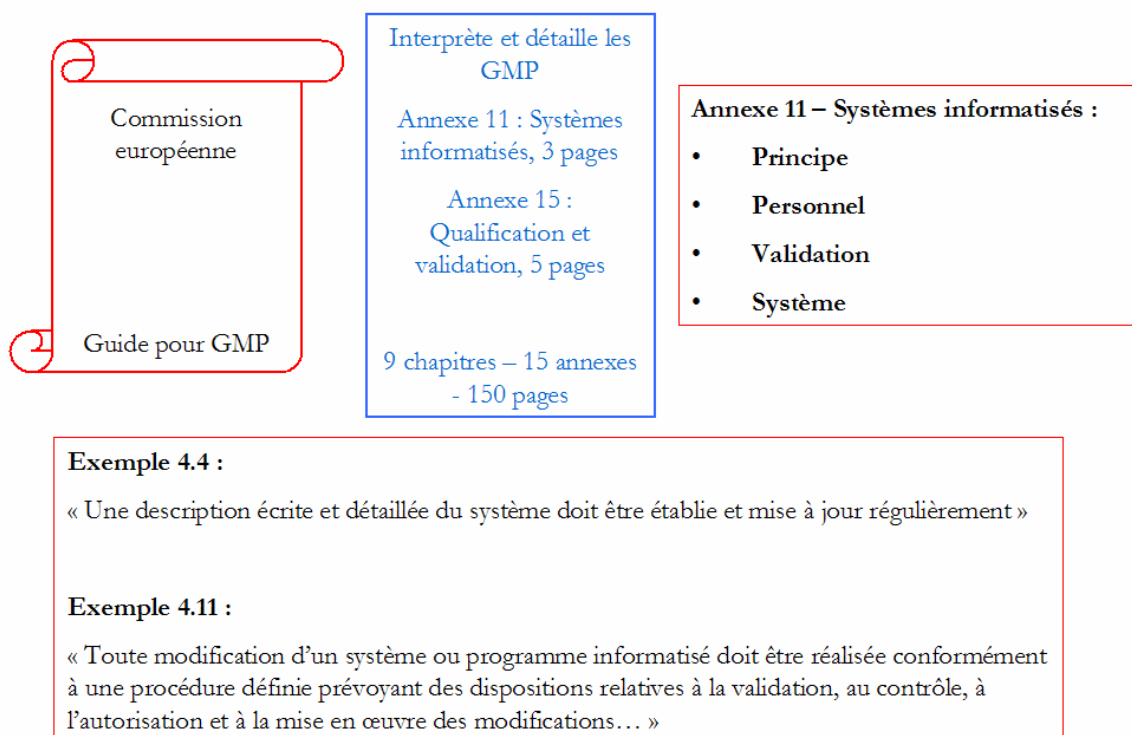 Commission
européenne
Guide pour GMP
Interprète et détaille les
GMP
Annexe 11 : Systèmes
informatisés, 3 pages
Annexe 15 :
Qualification et
validation, 5 pages
9 chapitres – 15 annexes
- 150 pages
Annexe 11 – Systèmes informatisés :
• Principe
• Personnel
• Validation
• Système
Exemple 4.4 :
« Une description écrite et détaillée du système doit être établie et mise à jour régulièrement »
Exemple 4.11 :
« Toute modification d’un système ou programme informatisé doit être réalisée conformément
à une procédure définie prévoyant des dispositions relatives à la validation, au contrôle, à
l’autorisation et à la mise en œuvre des modifications… »